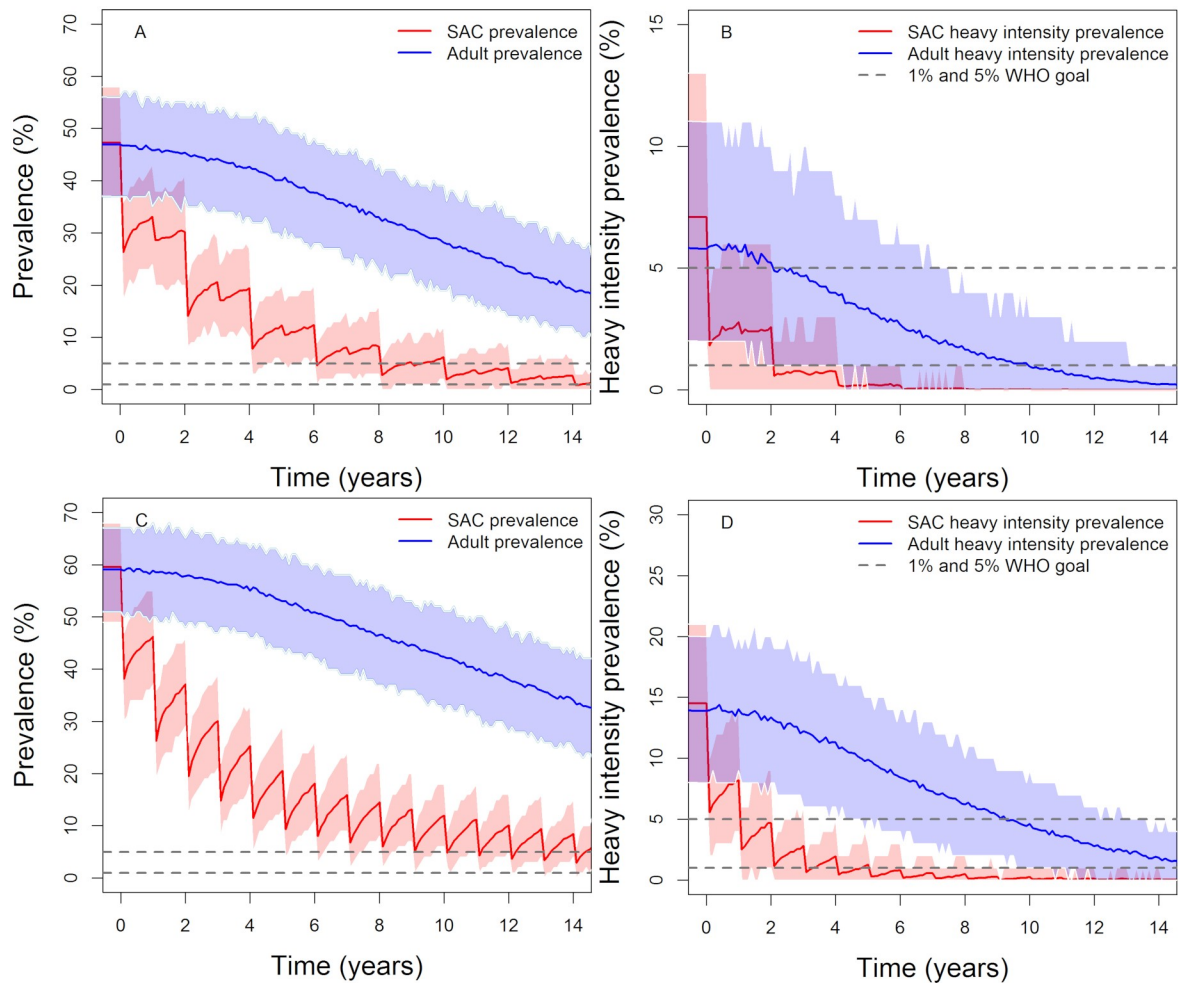 A
SAC prevalence
Adult prevalence
Prevalence (%)
70
60
50
40
30
20
10
0
0 2 4 6 8 10 12 14
Time (years)
B
SAC heavy intensity prevalence
Adult heavy intensity prevalence
1% and 5% WHO goal
Heavy intensity prevalence (%)
15
10
5
0
0 2 4 6 8 10 12 14
Time (years)
C
SAC prevalence
Adult prevalence
Prevalence (%)
70
60
50
40
30
20
10
0
0 2 4 6 8 10 12 14
Time (years)
D
SAC heavy intensity prevalence
Adult heavy intensity prevalence
1% and 5% WHO goal
Heavy intensity prevalence (%)
30
25
20
15
10
5
0
0 2 4 6 8 10 12 14
Time (years)